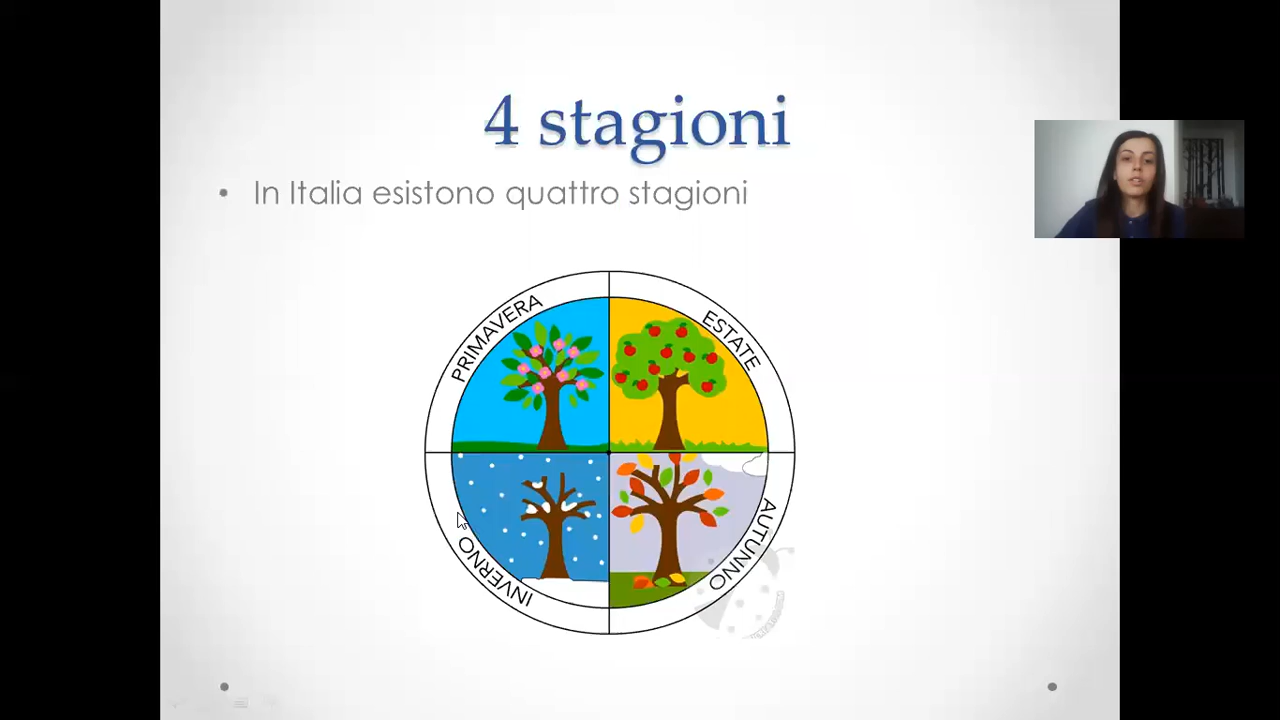 4 stagioni
In Italia esistono quattro stagioni
PRIMAVERA
ESTATE
INVERNO
AUTUNNO